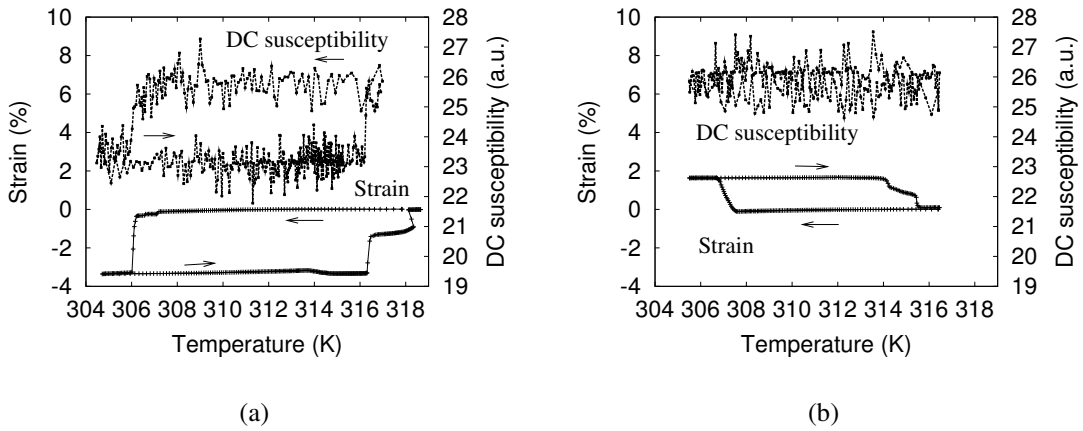 10
8
6
4
2
0
-2
-4
Strain (%)
28
27
26
25
24
23
22
21
20
19
DC susceptibility (a.u.)
DC susceptibility
Strain
304 306 308 310 312 314 316 318
Temperature (K)
(a)
10
8
6
4
2
0
-2
-4
Strain (%)
28
27
26
25
24
23
22
21
20
19
DC susceptibility (a.u.)
DC susceptibility
Strain
304 306 308 310 312 314 316 318
Temperature (K)
(b)